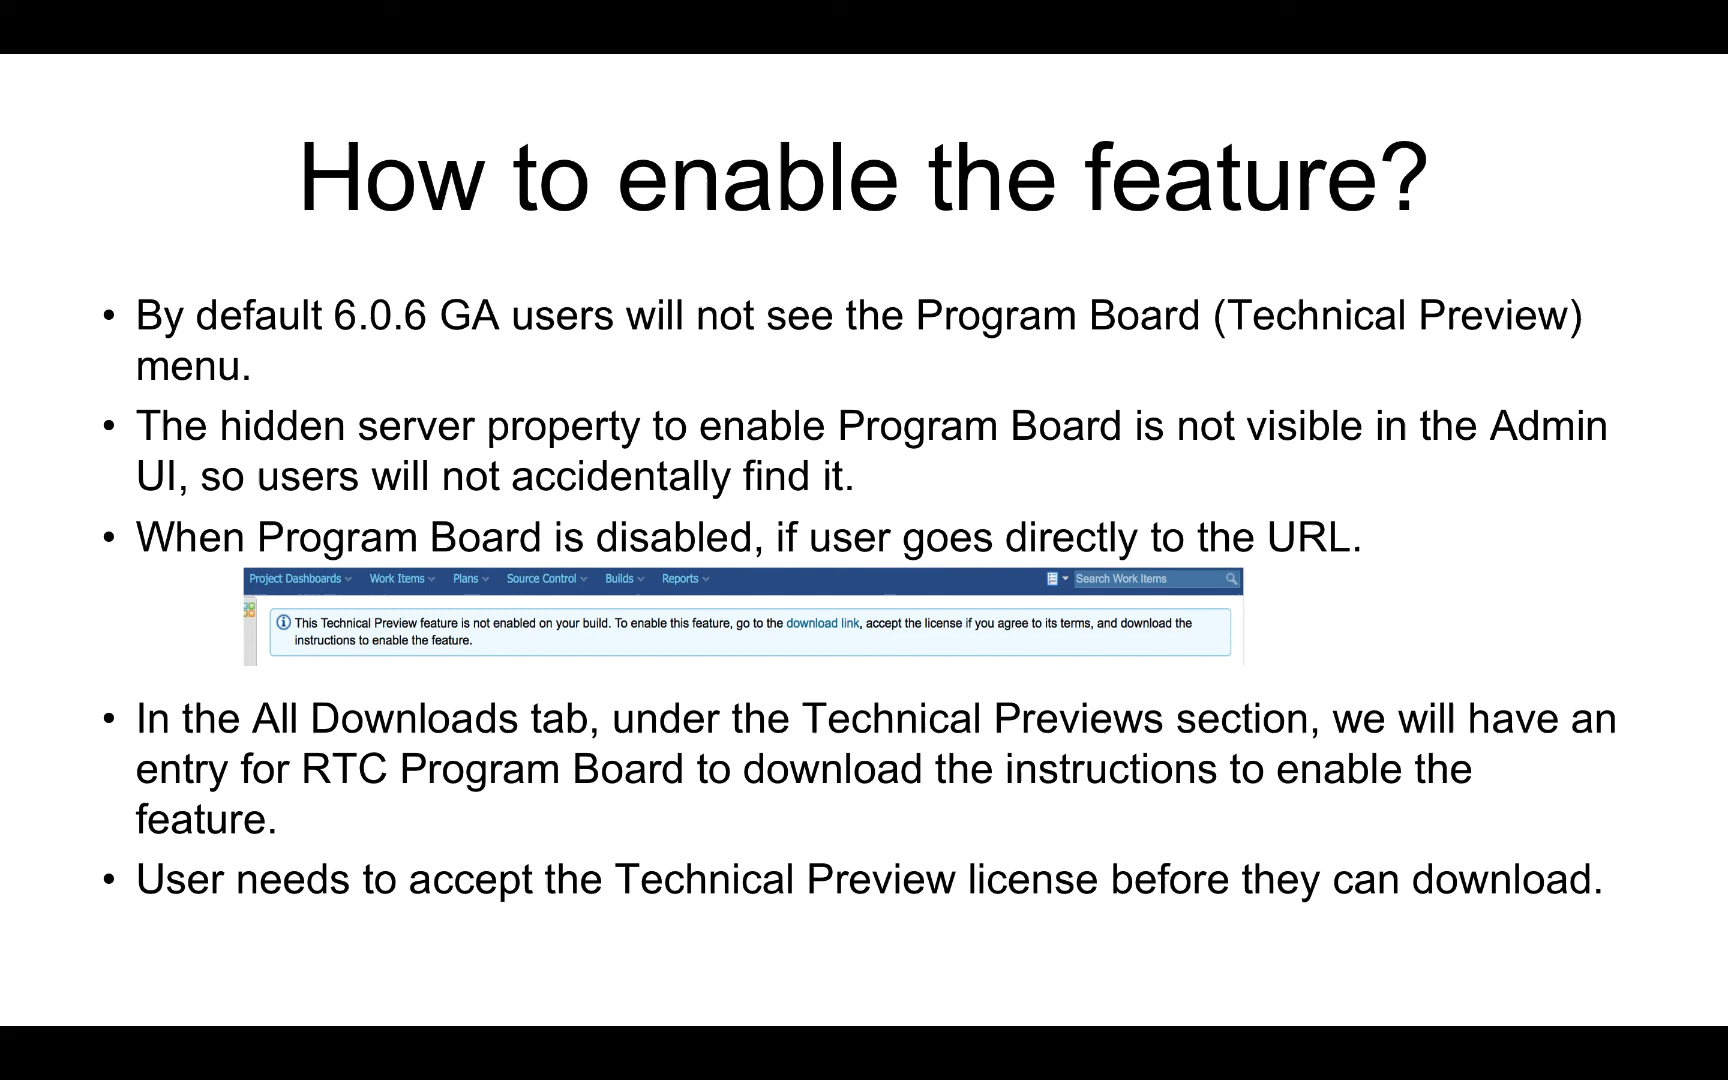 How to enable the feature?
• By default 6.0.6 GA users will not see the Program Board (Technical Preview)
menu.
• The hidden server property to enable Program Board is not visible in the Admin
UI, so users will not accidentally find it.
• When Program Board is disabled, if user goes directly to the URL.
Project Dashboards Work Items Plans Source Control Builds Reports Search Work Items
This Technical Preview feature is not enabled on your build. To enable this feature, go to the download link, accept the license if you agree to its terms, and download the
instructions to enable the feature.
• In the All Downloads tab, under the Technical Previews section, we will have an
entry for RTC Program Board to download the instructions to enable the
feature.
• User needs to accept the Technical Preview license before they can download.